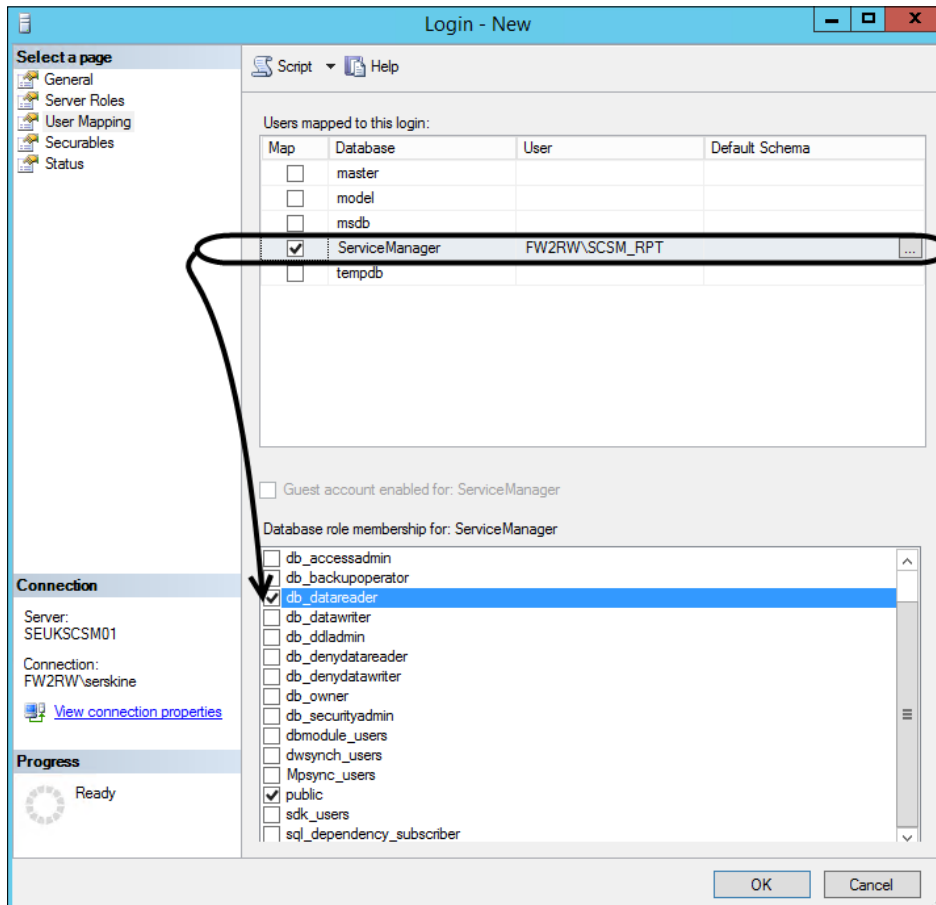 Login - New
Select a page
General
Server Roles
User Mapping
Securables
Status
Script Help
Users mapped to this login:
Map Database User Default Schema
master
model
msdb
ServiceManager FW2RW\SCSM_RPT ...
tempdb
Guest account enabled for: ServiceManager
Database role membership for: ServiceManager
db_accessadmin
db_backupoperator
db_datareader
db_datawriter
db_ddladmin
db_denydatareader
db_denydatawriter
db_owner
db_securityadmin
dbmodule_users
dwsynch_users
Mpsync_users
public
sdk_users
sql_dependency_subscriber
Connection
Server:
SEUKSCSM01
Connection:
FW2RW\serskine
View connection properties
Progress
Ready
OK Cancel